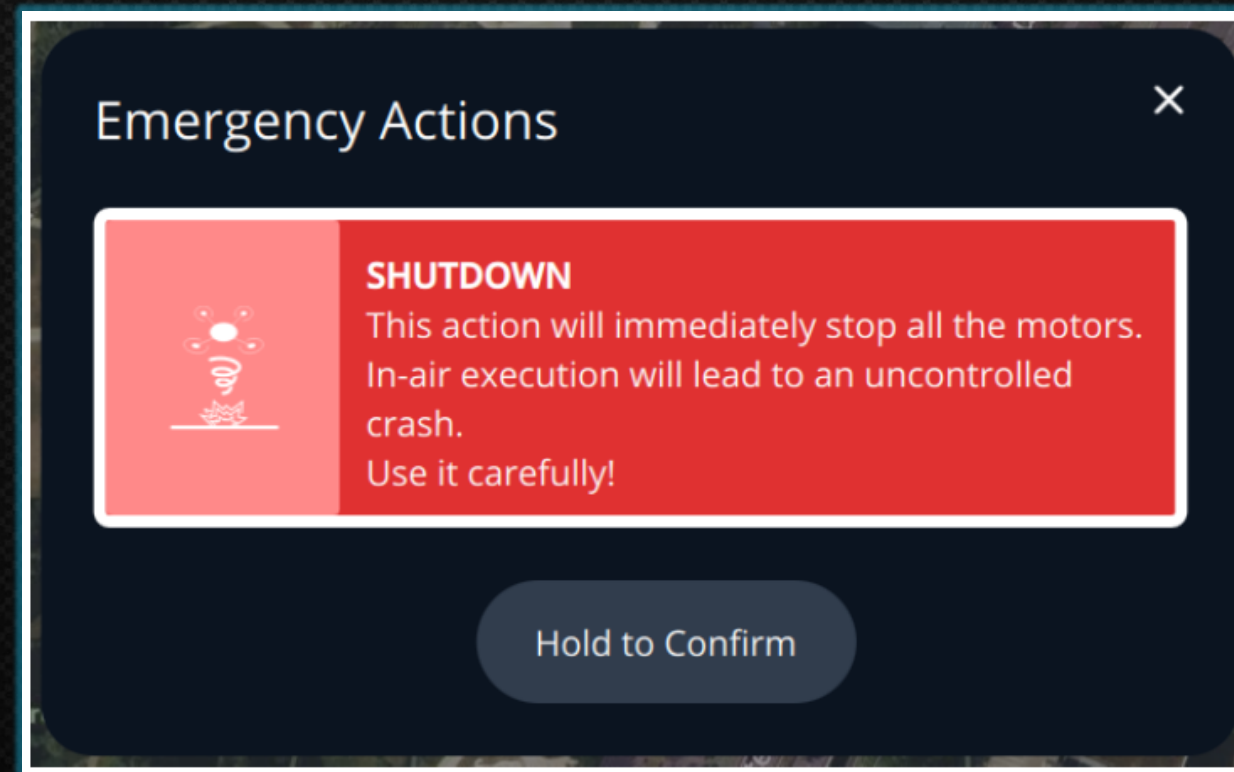 Emergency Actions
SHUTDOWN
This action will immediately stop all the motors.
In-air execution will lead to an uncontrolled
crash.
Use it carefully!
Hold to Confirm